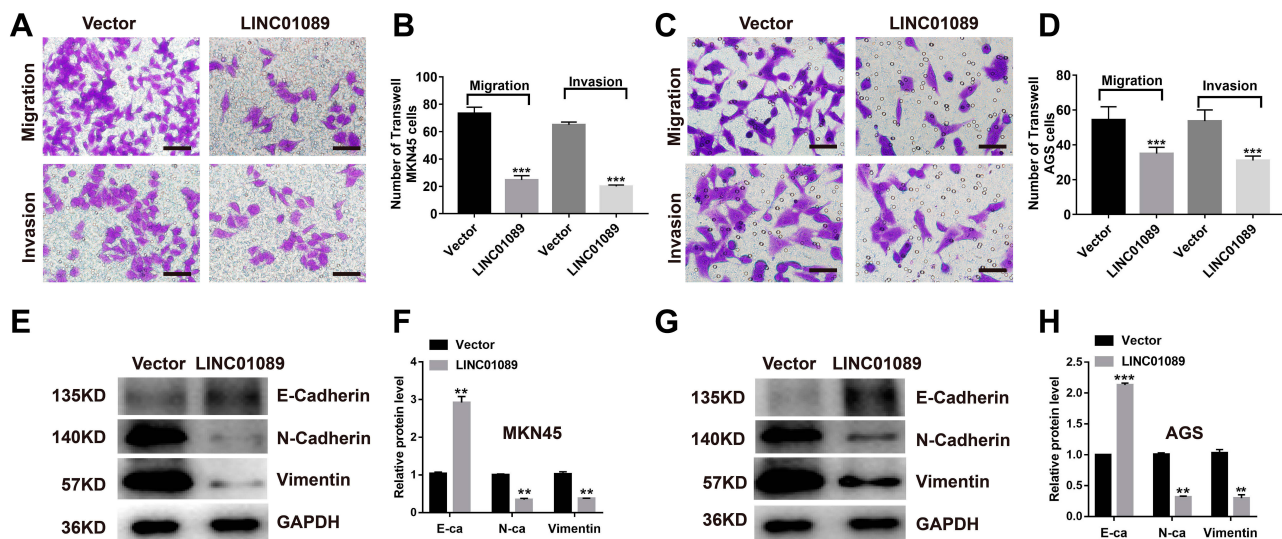 A
Vector
LINC01089
Migration
Invasion
B
Number of Transwell
MKN45 cells
100
80
60
40
20
0
Migration
Invasion
***
***
Vector
LINC01089
Vector
LINC01089
C
Vector
LINC01089
Migration
Invasion
D
Number of Transwell
AGS cells
80
60
40
20
0
Migration
Invasion
***
***
Vector
LINC01089
Vector
LINC01089
E
Vector LINC01089
135KD E-Cadherin
140KD N-Cadherin
57KD Vimentin
36KD GAPDH
F
Vector
LINC01089
Relative protein level
4
3
2
1
0
**
**
**
MKN45
E-ca N-ca Vimentin
G
Vector LINC01089
135KD E-Cadherin
140KD N-Cadherin
57KD Vimentin
36KD GAPDH
H
Vector
LINC01089
Relative protein level
2.5
2.0
1.5
1.0
0.5
0.0
***
**
**
AGS
E-ca N-ca Vimentin